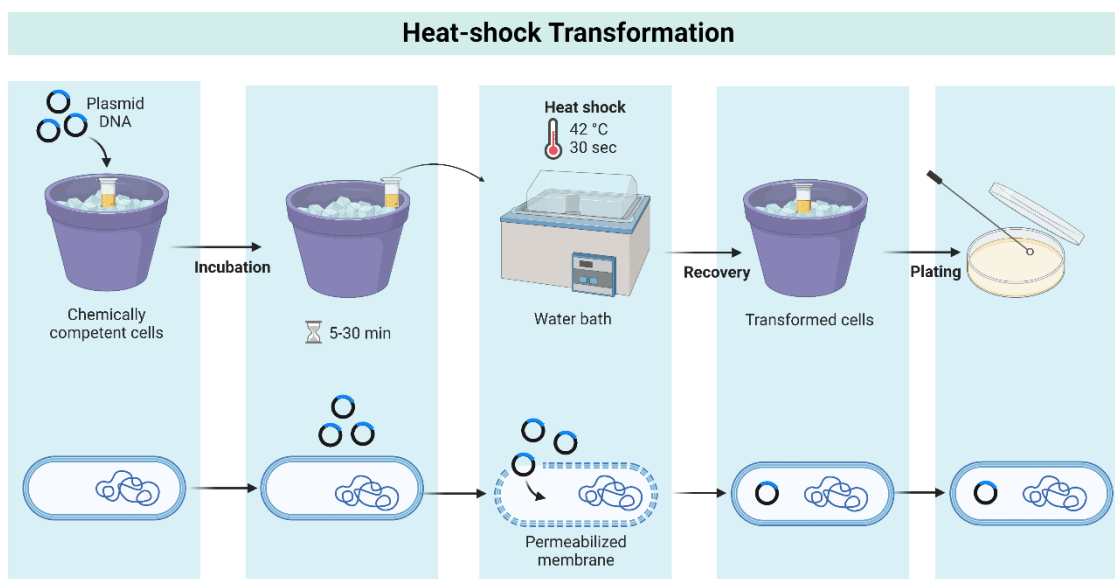 Heat-shock Transformation
Plasmid
DNA
Chemically
competent cells
Incubation
5-30 min
Heat shock
42 °C
30 sec
Water bath
Recovery
Transformed cells
Plating
Permeabilized
membrane